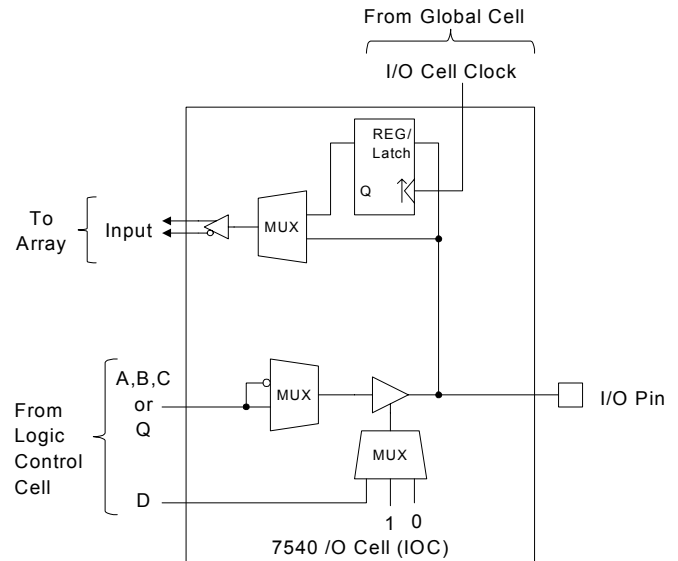 From Global Cell
I/O Cell Clock
REG/
Latch
Q
To
Array
Input
MUX
A,B,C
or
Q
MUX
From
Logic
Control
Cell
I/O Pin
MUX
D
1 0
7540 /O Cell (IOC)